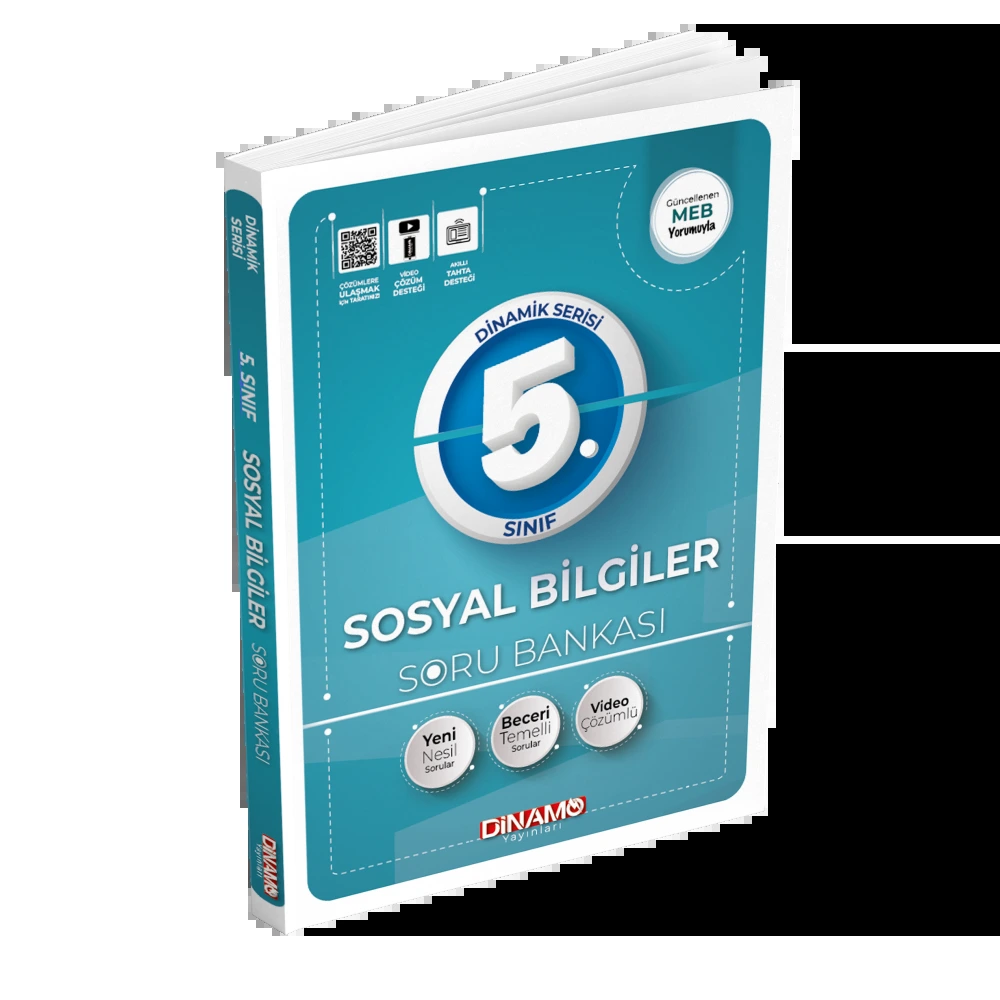 DİNAMİK
SERİSİ
5. SINIF
SOSYAL BİLGİLER
SORU BANKASI
DİNAMO
Yayınları
ÇÖZÜMLERE
ULAŞMAK
İÇİN TARATINIZ!
VİDEO
ÇÖZÜM
DESTEĞİ
AKILLI
TAHTA
DESTEĞİ
Güncellenen
MEB
Yorumuyla
DİNAMİK SERİSİ
5.
SINIF
SOSYAL BİLGİLER
SORU BANKASI
Yeni
Nesil
Sorular
Beceri
Temelli
Sorular
Video
Çözümlü
DİNAMO
Yayınları